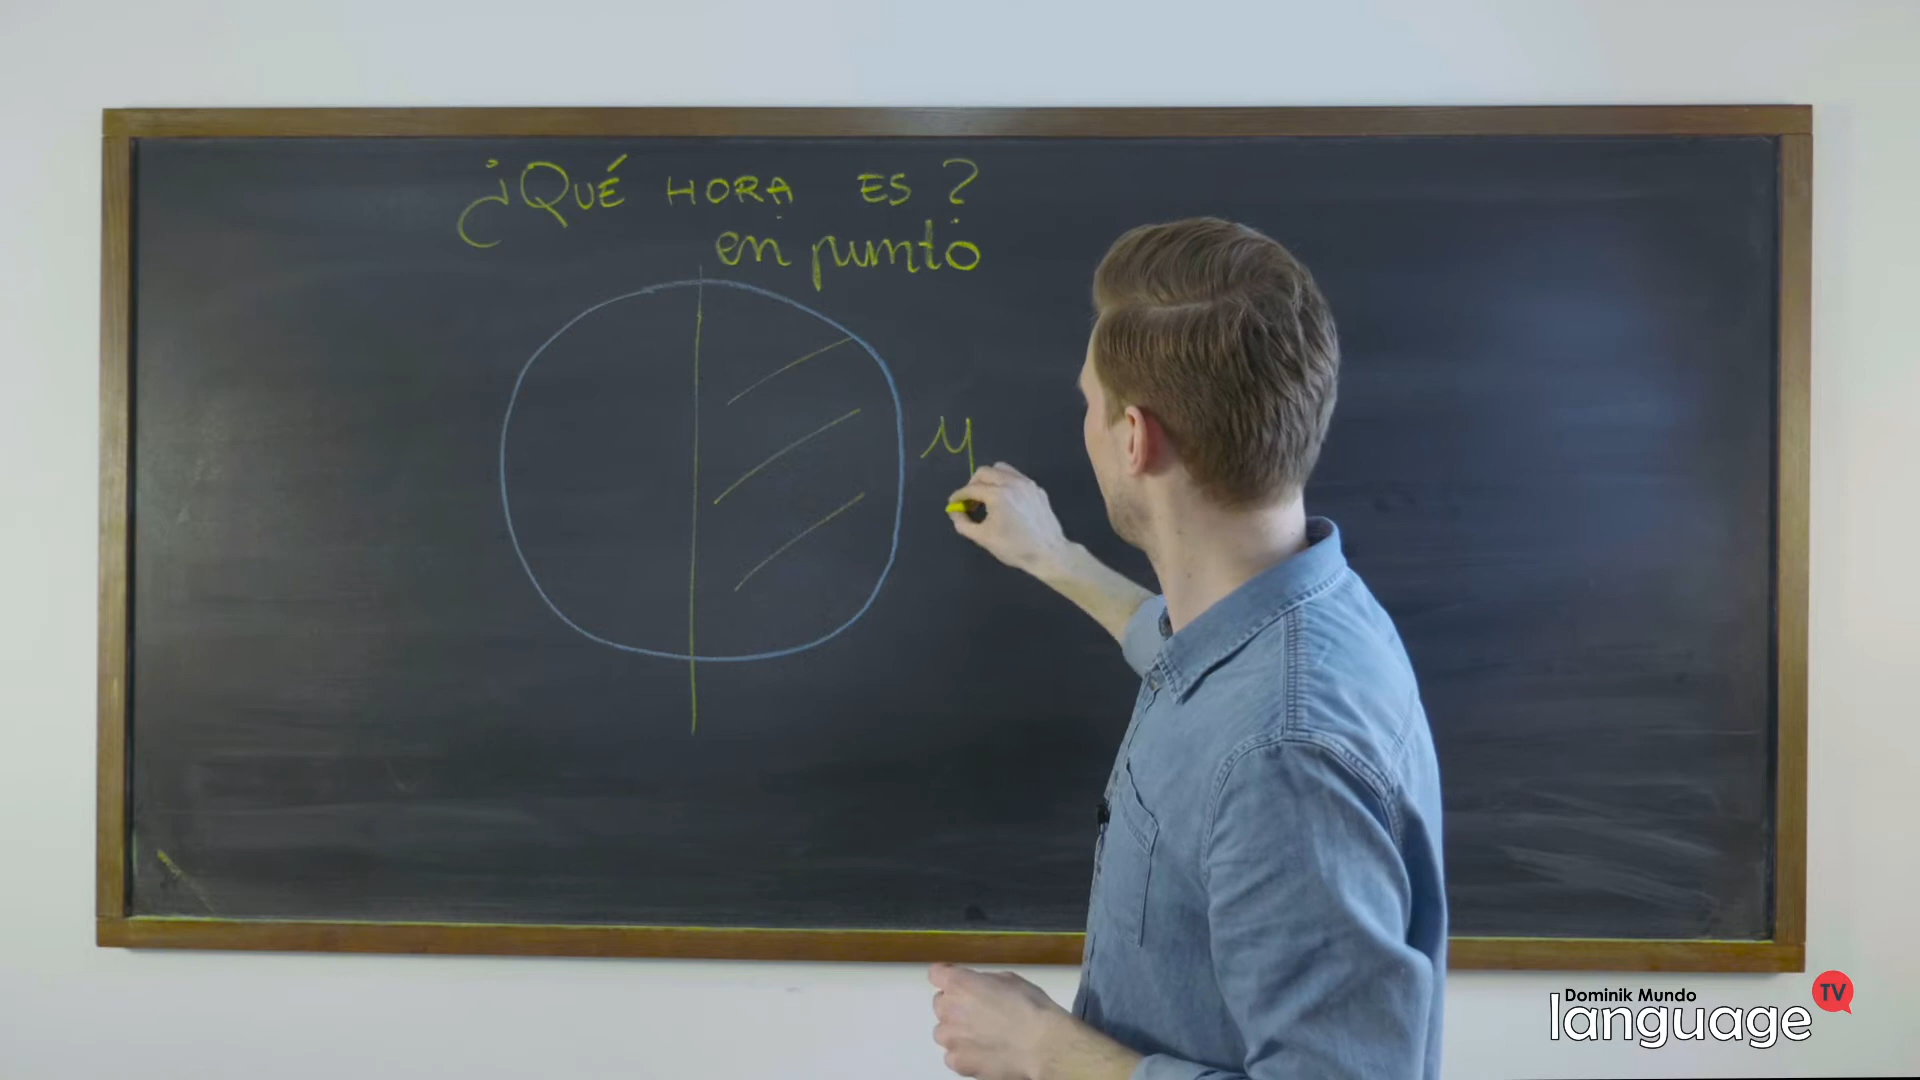 ¿QUÉ HORA ES?
en punto
y
Dominik Mundo
language TV